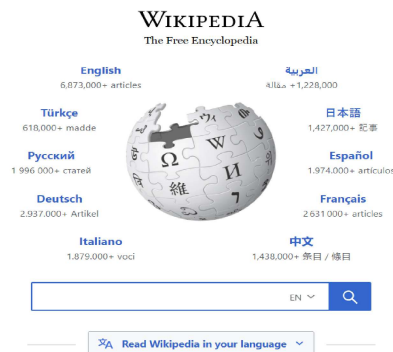 WIKIPEDIA
The Free Encyclopedia
English
6,873,000+ articles
العربية
1,228,000+ مقالة
Türkçe
618,000+ madde
日本語
1,427,000+ 記事
Русский
1 996 000+ статей
Español
1.974.000+ artículos
Deutsch
2.937.000+ Artikel
Français
2 631 000+ articles
Italiano
1.879.000+ voci
中文
1,438,000+ 条目 / 條目
Ω
W
И
維
EN
Read Wikipedia in your language